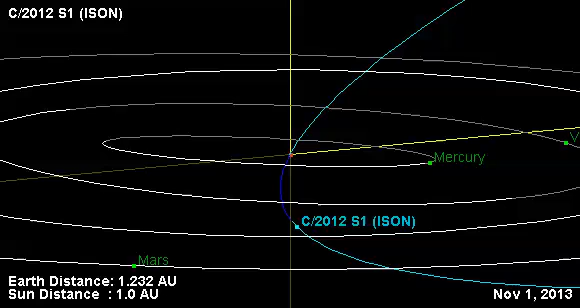 C/2012 S1 (ISON)
V
Mercury
C/2012 S1 (ISON)
Mars
Earth Distance: 1.232 AU
Sun Distance  : 1.0 AU
Nov 1, 2013